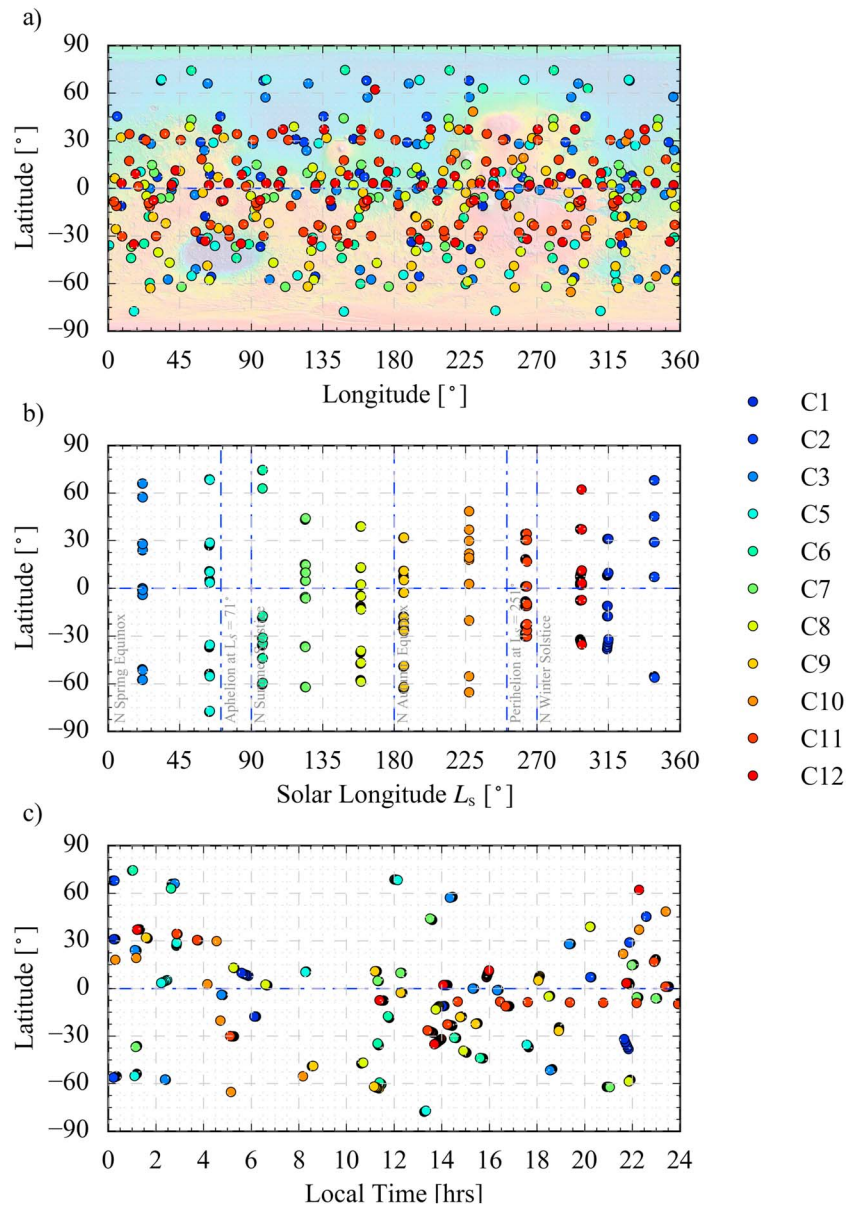 a)
90
60
30
0
−30
−60
−90
Latitude [°]
0 45 90 135 180 225 270 315 360
Longitude [°]
b)
90
60
30
0
−30
−60
−90
Latitude [°]
N Spring Equinox
Aphelion at Ls = 71°
N Summer Solstice
N Autumn Equinox
Perihelion at Ls = 251°
N Winter Solstice
0 45 90 135 180 225 270 315 360
Solar Longitude Ls [°]
C1
C2
C3
C5
C6
C7
C8
C9
C10
C11
C12
c)
90
60
30
0
−30
−60
−90
Latitude [°]
0 2 4 6 8 10 12 14 16 18 20 22 24
Local Time [hrs]